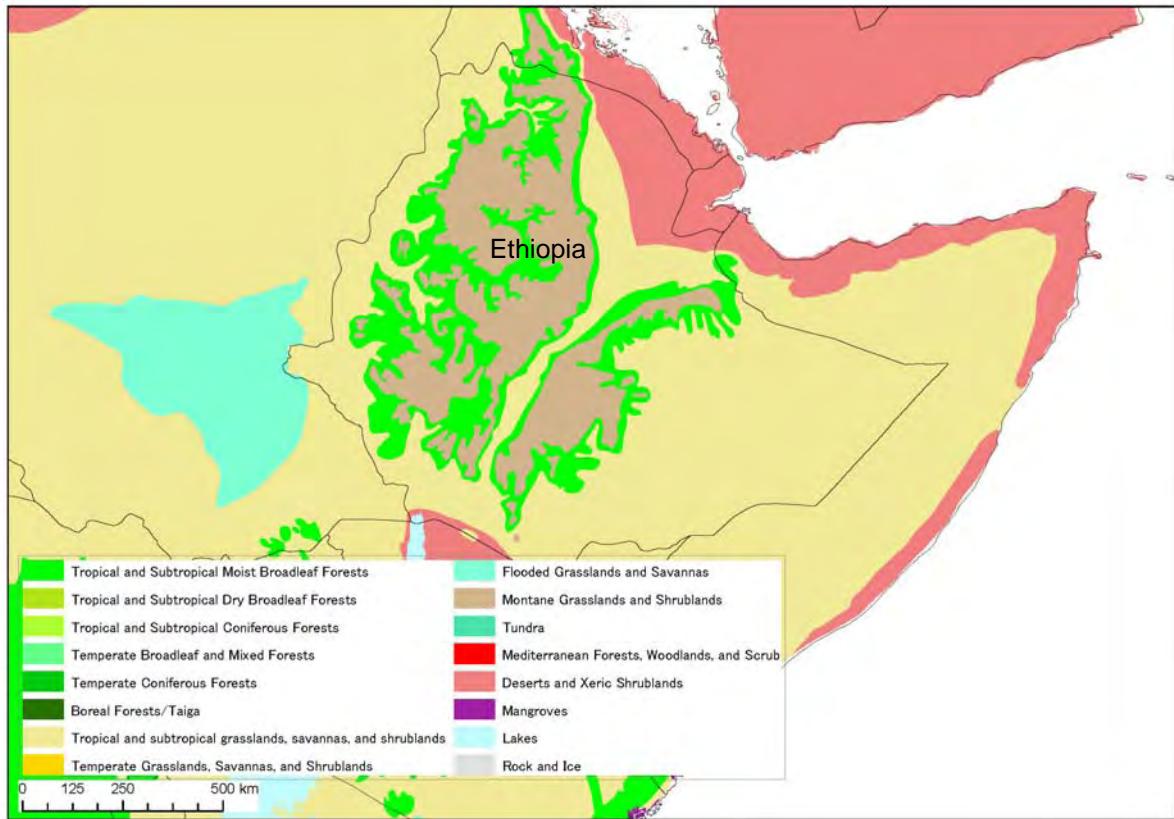 Ethiopia
Tropical and Subtropical Moist Broadleaf Forests
Tropical and Subtropical Dry Broadleaf Forests
Tropical and Subtropical Coniferous Forests
Temperate Broadleaf and Mixed Forests
Temperate Coniferous Forests
Boreal Forests/Taiga
Tropical and subtropical grasslands, savannas, and shrublands
Temperate Grasslands, Savannas, and Shrublands
Flooded Grasslands and Savannas
Montane Grasslands and Shrublands
Tundra
Mediterranean Forests, Woodlands, and Scrub
Deserts and Xeric Shrublands
Mangroves
Lakes
Rock and Ice
0 125 250 500 km